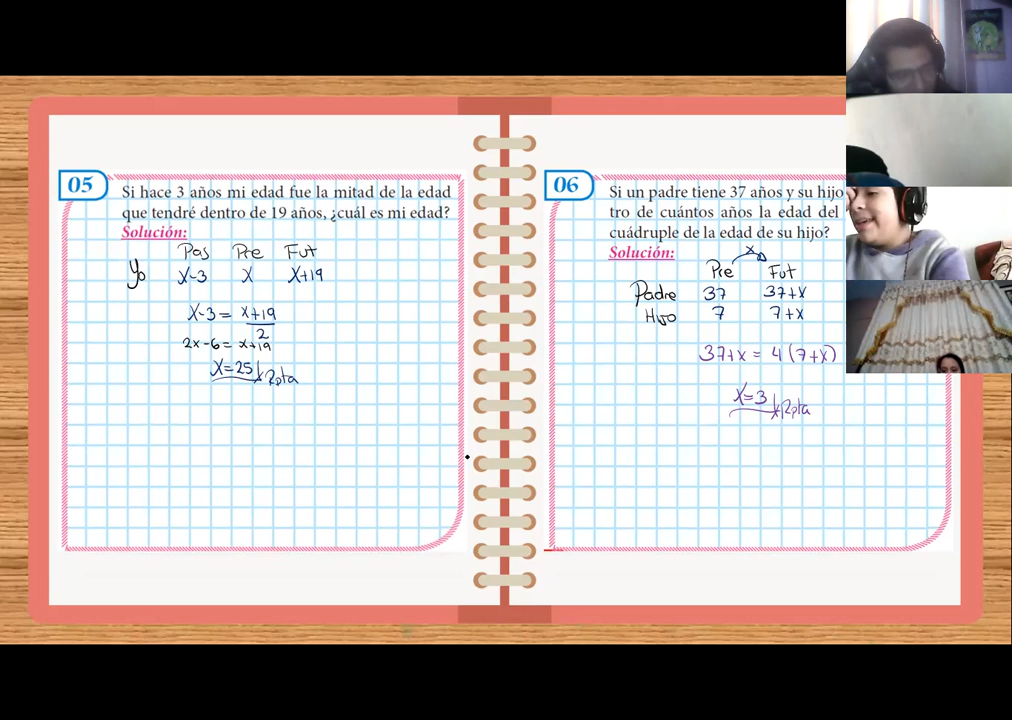 05
Si hace 3 años mi edad fue la mitad de la edad
que tendré dentro de 19 años, ¿cuál es mi edad?
Solución:
Pas Pre Fut
Yo X-3 X X+19
X-3 = X+19
2
2X-6 = X+19
X=25 Rpta
06
Si un padre tiene 37 años y su hijo
tro de cuántos años la edad del
cuádruple de la edad de su hijo?
Solución:
X
Pre Fut
Padre 37 37+X
Hijo 7 7+X
37+X = 4(7+X)
X=3 Rpta